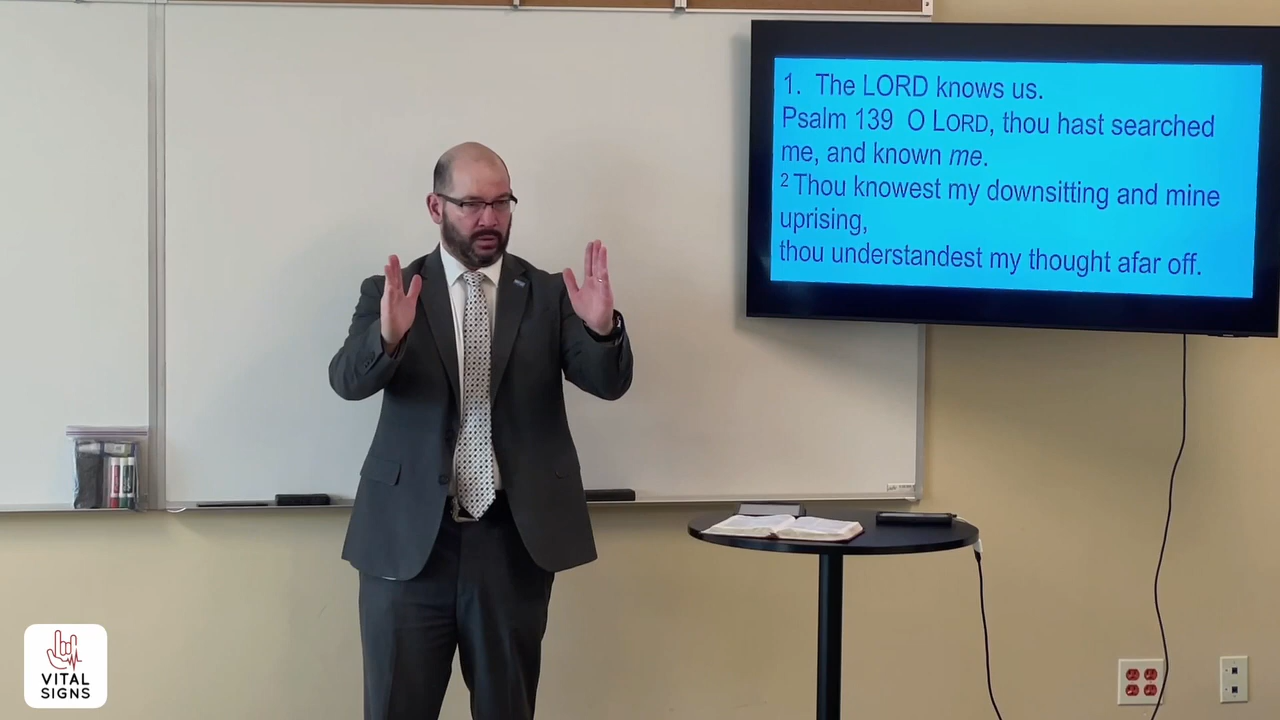 1. The LORD knows us.
Psalm 139 O LORD, thou hast searched
me, and known me.
2 Thou knowest my downsitting and mine
uprising,
thou understandest my thought afar off.
VITAL
SIGNS